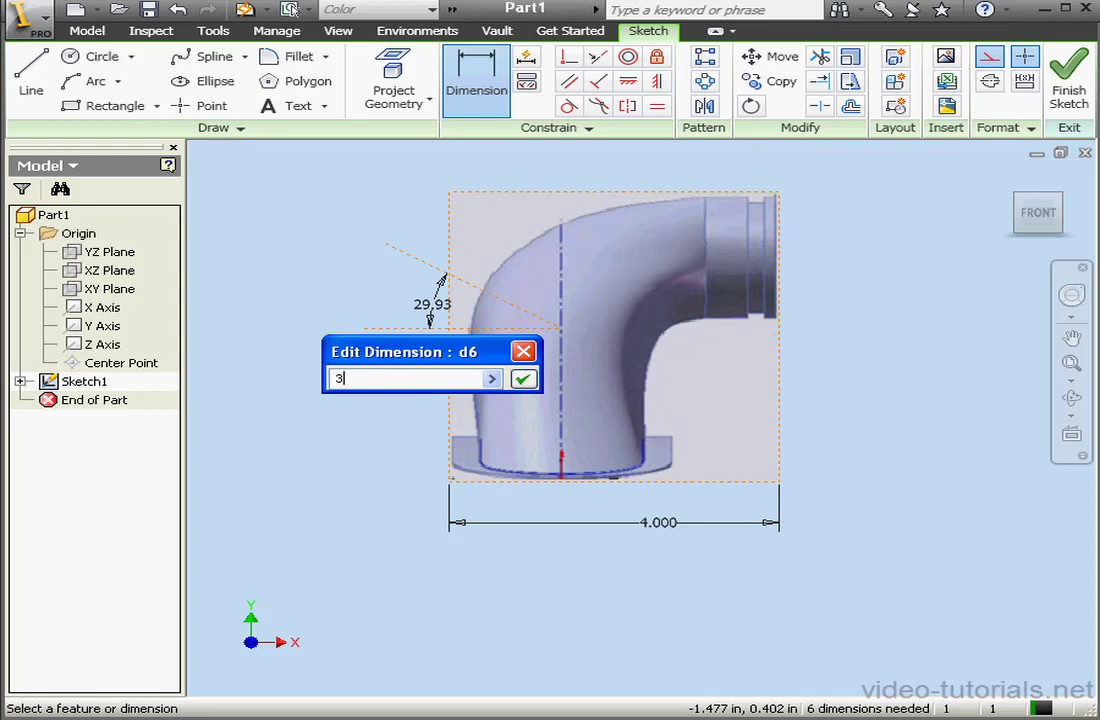 Color
Part1
Type a keyword or phrase
PRO
Model Inspect Tools Manage View Environments Vault Get Started Sketch
Line
Circle
Arc
Rectangle
Spline
Ellipse
Point
Fillet
Polygon
A Text
Project Geometry
Dimension
Move
Copy
Finish Sketch
Draw Constrain Pattern Modify Layout Insert Format Exit
Model
Part1
Origin
YZ Plane
XZ Plane
XY Plane
X Axis
Y Axis
Z Axis
Center Point
Sketch1
End of Part
FRONT
29.93
Edit Dimension : d6
3
4.000
Y
X
video-tutorials.net
Select a feature or dimension
-1.477 in, 0.402 in 6 dimensions needed 1 1